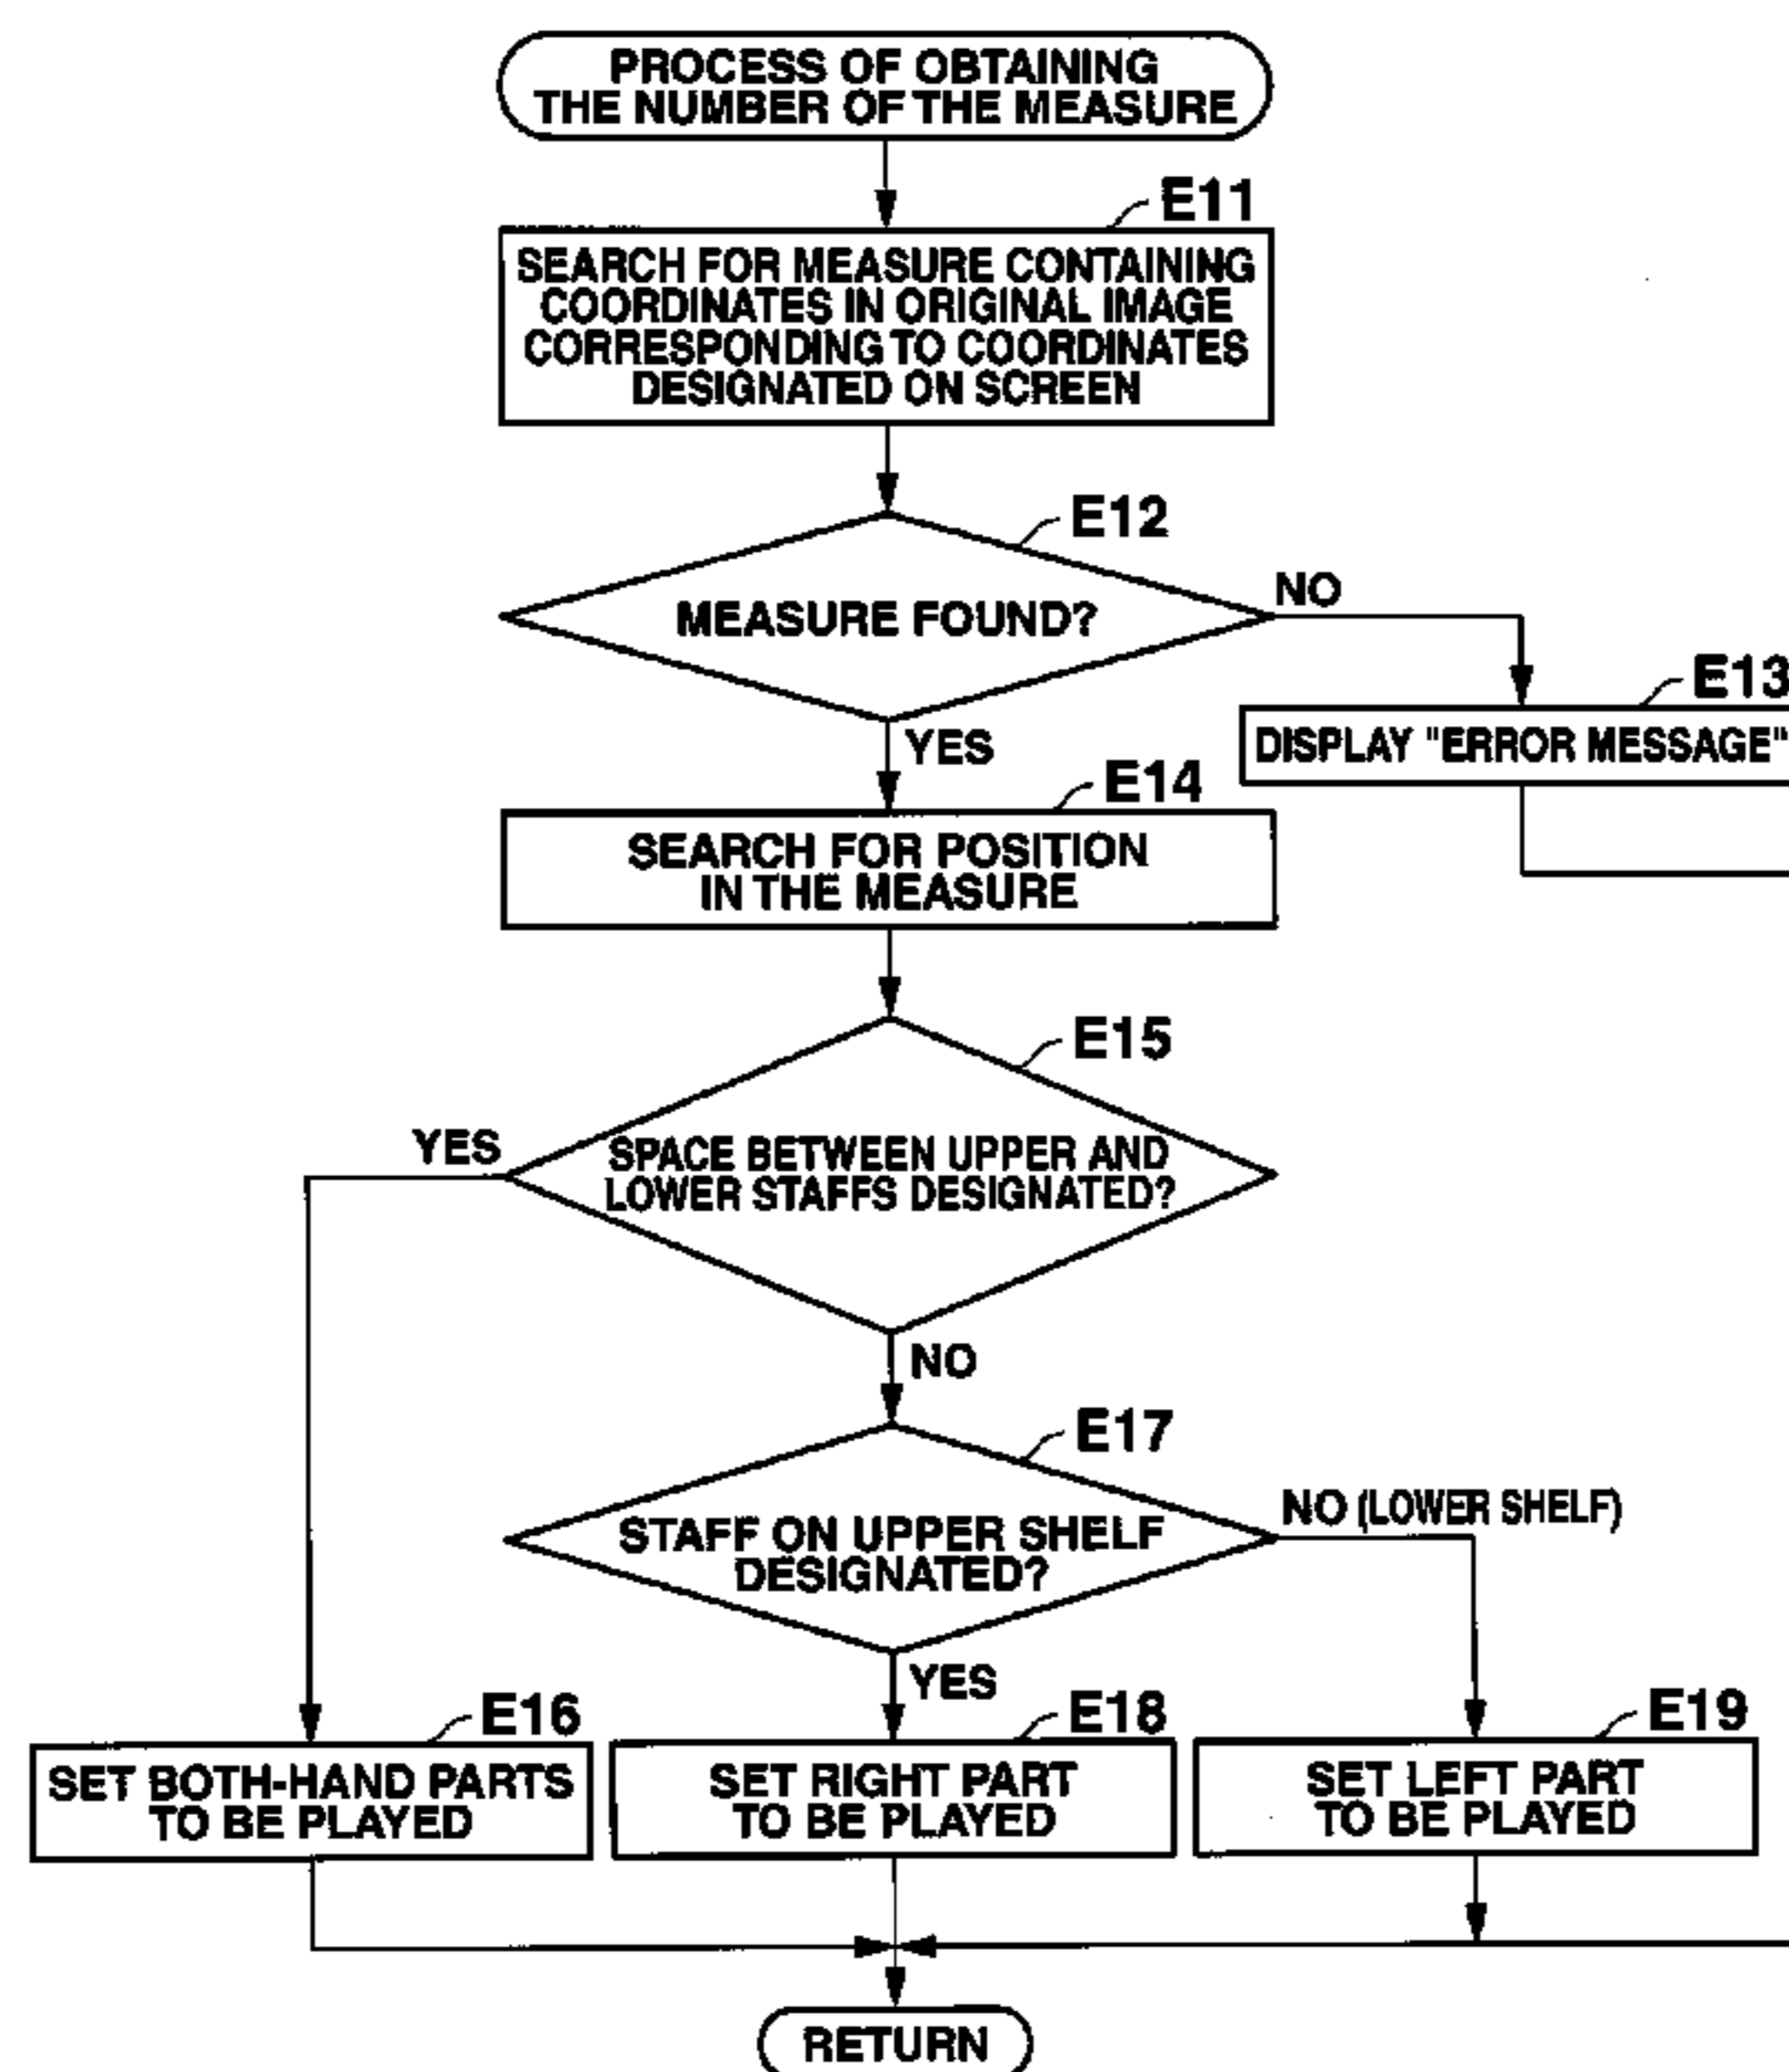 PROCESS OF OBTAINING
THE NUMBER OF THE MEASURE
E11
SEARCH FOR MEASURE CONTAINING
COORDINATES IN ORIGINAL IMAGE
CORRESPONDING TO COORDINATES
DESIGNATED ON SCREEN
E12
MEASURE FOUND?
NO
E13
DISPLAY "ERROR MESSAGE"
YES
E14
SEARCH FOR POSITION
IN THE MEASURE
E15
YES
SPACE BETWEEN UPPER AND
LOWER STAFFS DESIGNATED?
NO
E17
NO (LOWER SHELF)
STAFF ON UPPER SHELF
DESIGNATED?
YES
E16
SET BOTH-HAND PARTS
TO BE PLAYED
E18
SET RIGHT PART
TO BE PLAYED
E19
SET LEFT PART
TO BE PLAYED
RETURN